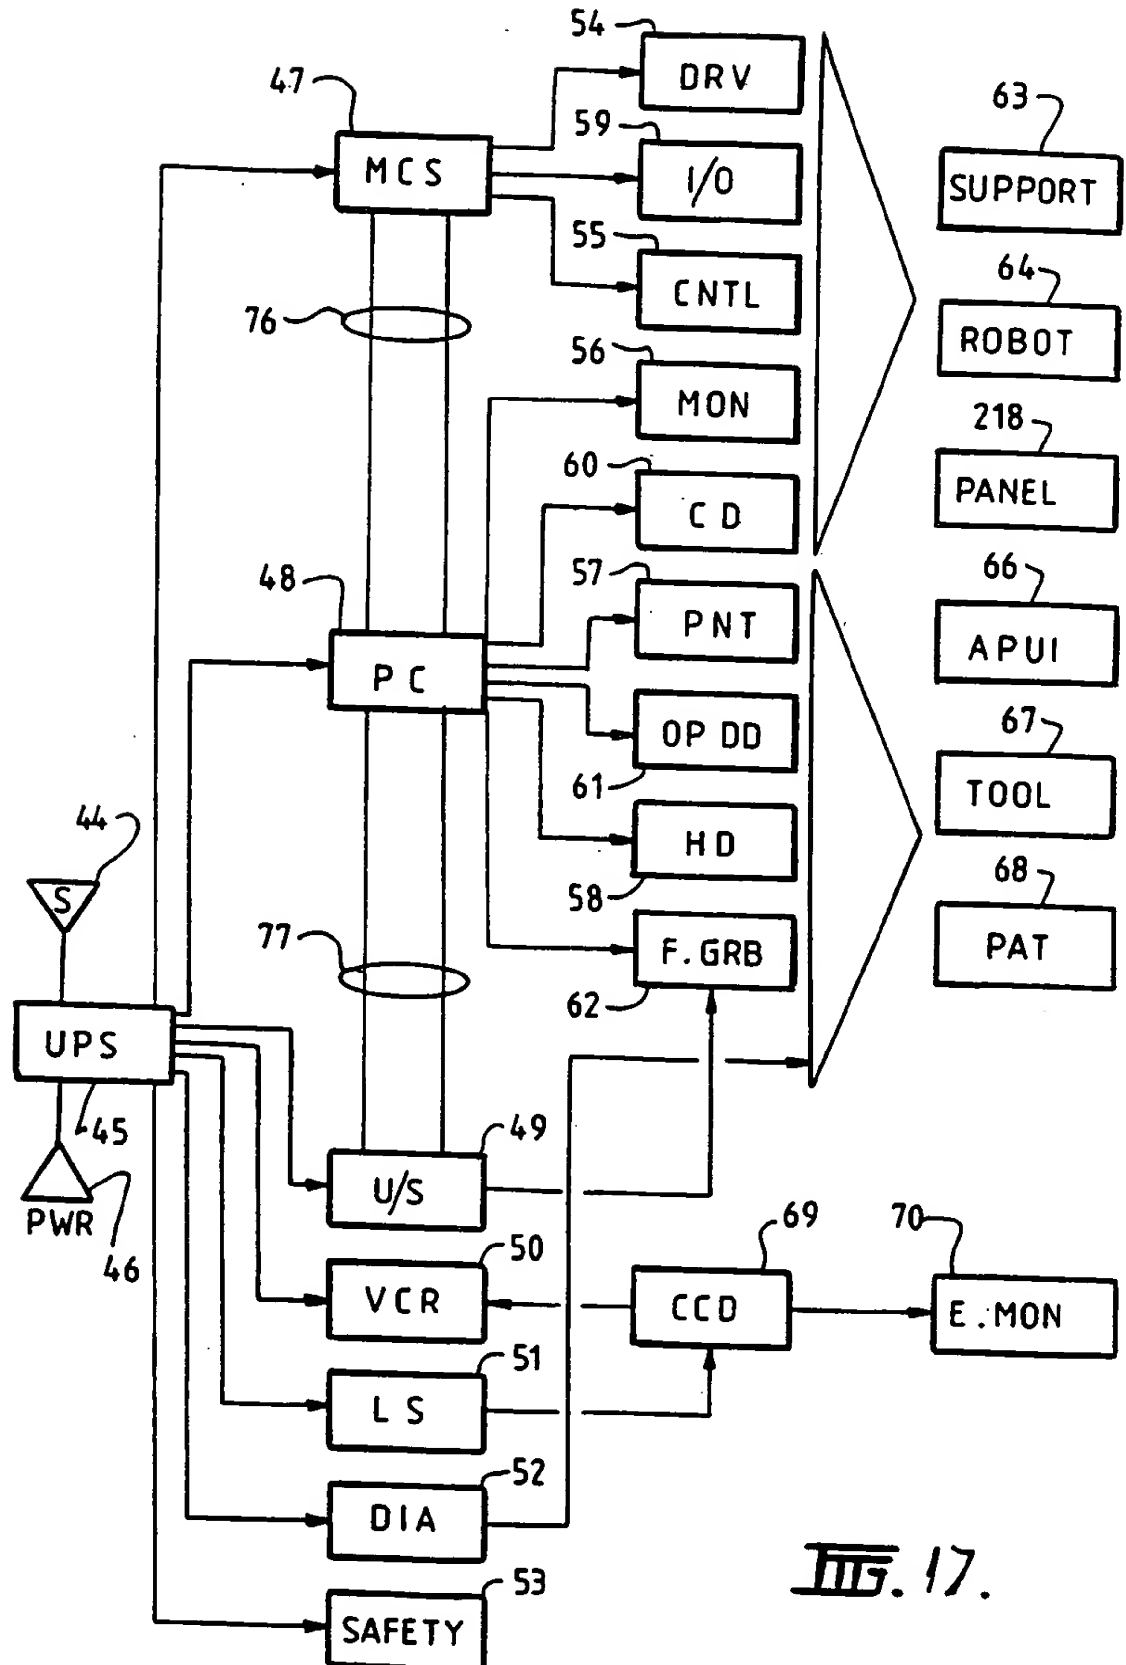 54
DRV
47
59
63
MCS
I/O
SUPPORT
55
64
CNTL
76
ROBOT
56
MON
218
60
PANEL
CD
48
57
66
PNT
APUI
PC
OP DD
67
61
TOOL
44
HD
S
58
68
77
F. GRB
PAT
62
UPS
45
49
PWR
U/S
46
69
70
50
VCR
CCD
E. MON
51
LS
52
DIA
FIG. 17.
53
SAFETY